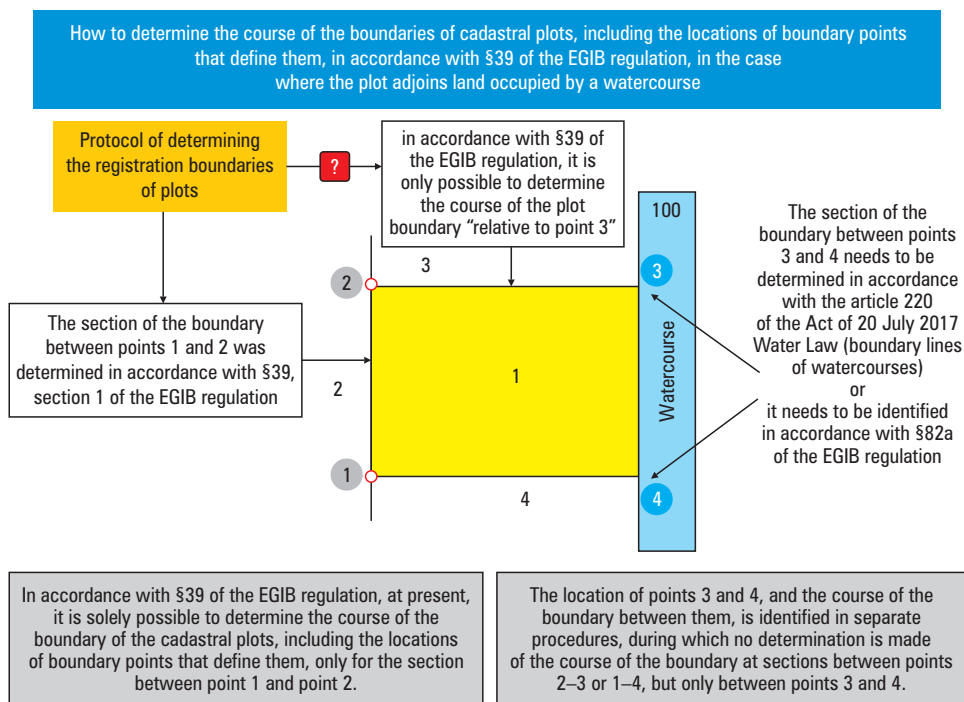 How to determine the course of the boundaries of cadastral plots, including the locations of boundary points
that define them, in accordance with §39 of the EGIB regulation, in the case
where the plot adjoins land occupied by a watercourse
Protocol of determining
the registration boundaries
of plots
?
in accordance with §39 of
the EGIB regulation, it is
only possible to determine
the course of the plot
boundary “relative to point 3”
100
The section of the
boundary between points
3 and 4 needs to be
determined in accordance
with the article 220
of the Act of 20 July 2017
Water Law (boundary lines
of watercourses)
or
it needs to be identified
in accordance with §82a
of the EGIB regulation
3
2
3
The section of the boundary
between points 1 and 2 was
determined in accordance with §39,
section 1 of the EGIB regulation
2
1
Watercourse
1
4
4
In accordance with §39 of the EGIB regulation, at present,
it is solely possible to determine the course of the
boundary of the cadastral plots, including the locations
of boundary points that define them, only for the section
between point 1 and point 2.
The location of points 3 and 4, and the course of the
boundary between them, is identified in separate
procedures, during which no determination is made
of the course of the boundary at sections between points
2–3 or 1–4, but only between points 3 and 4.